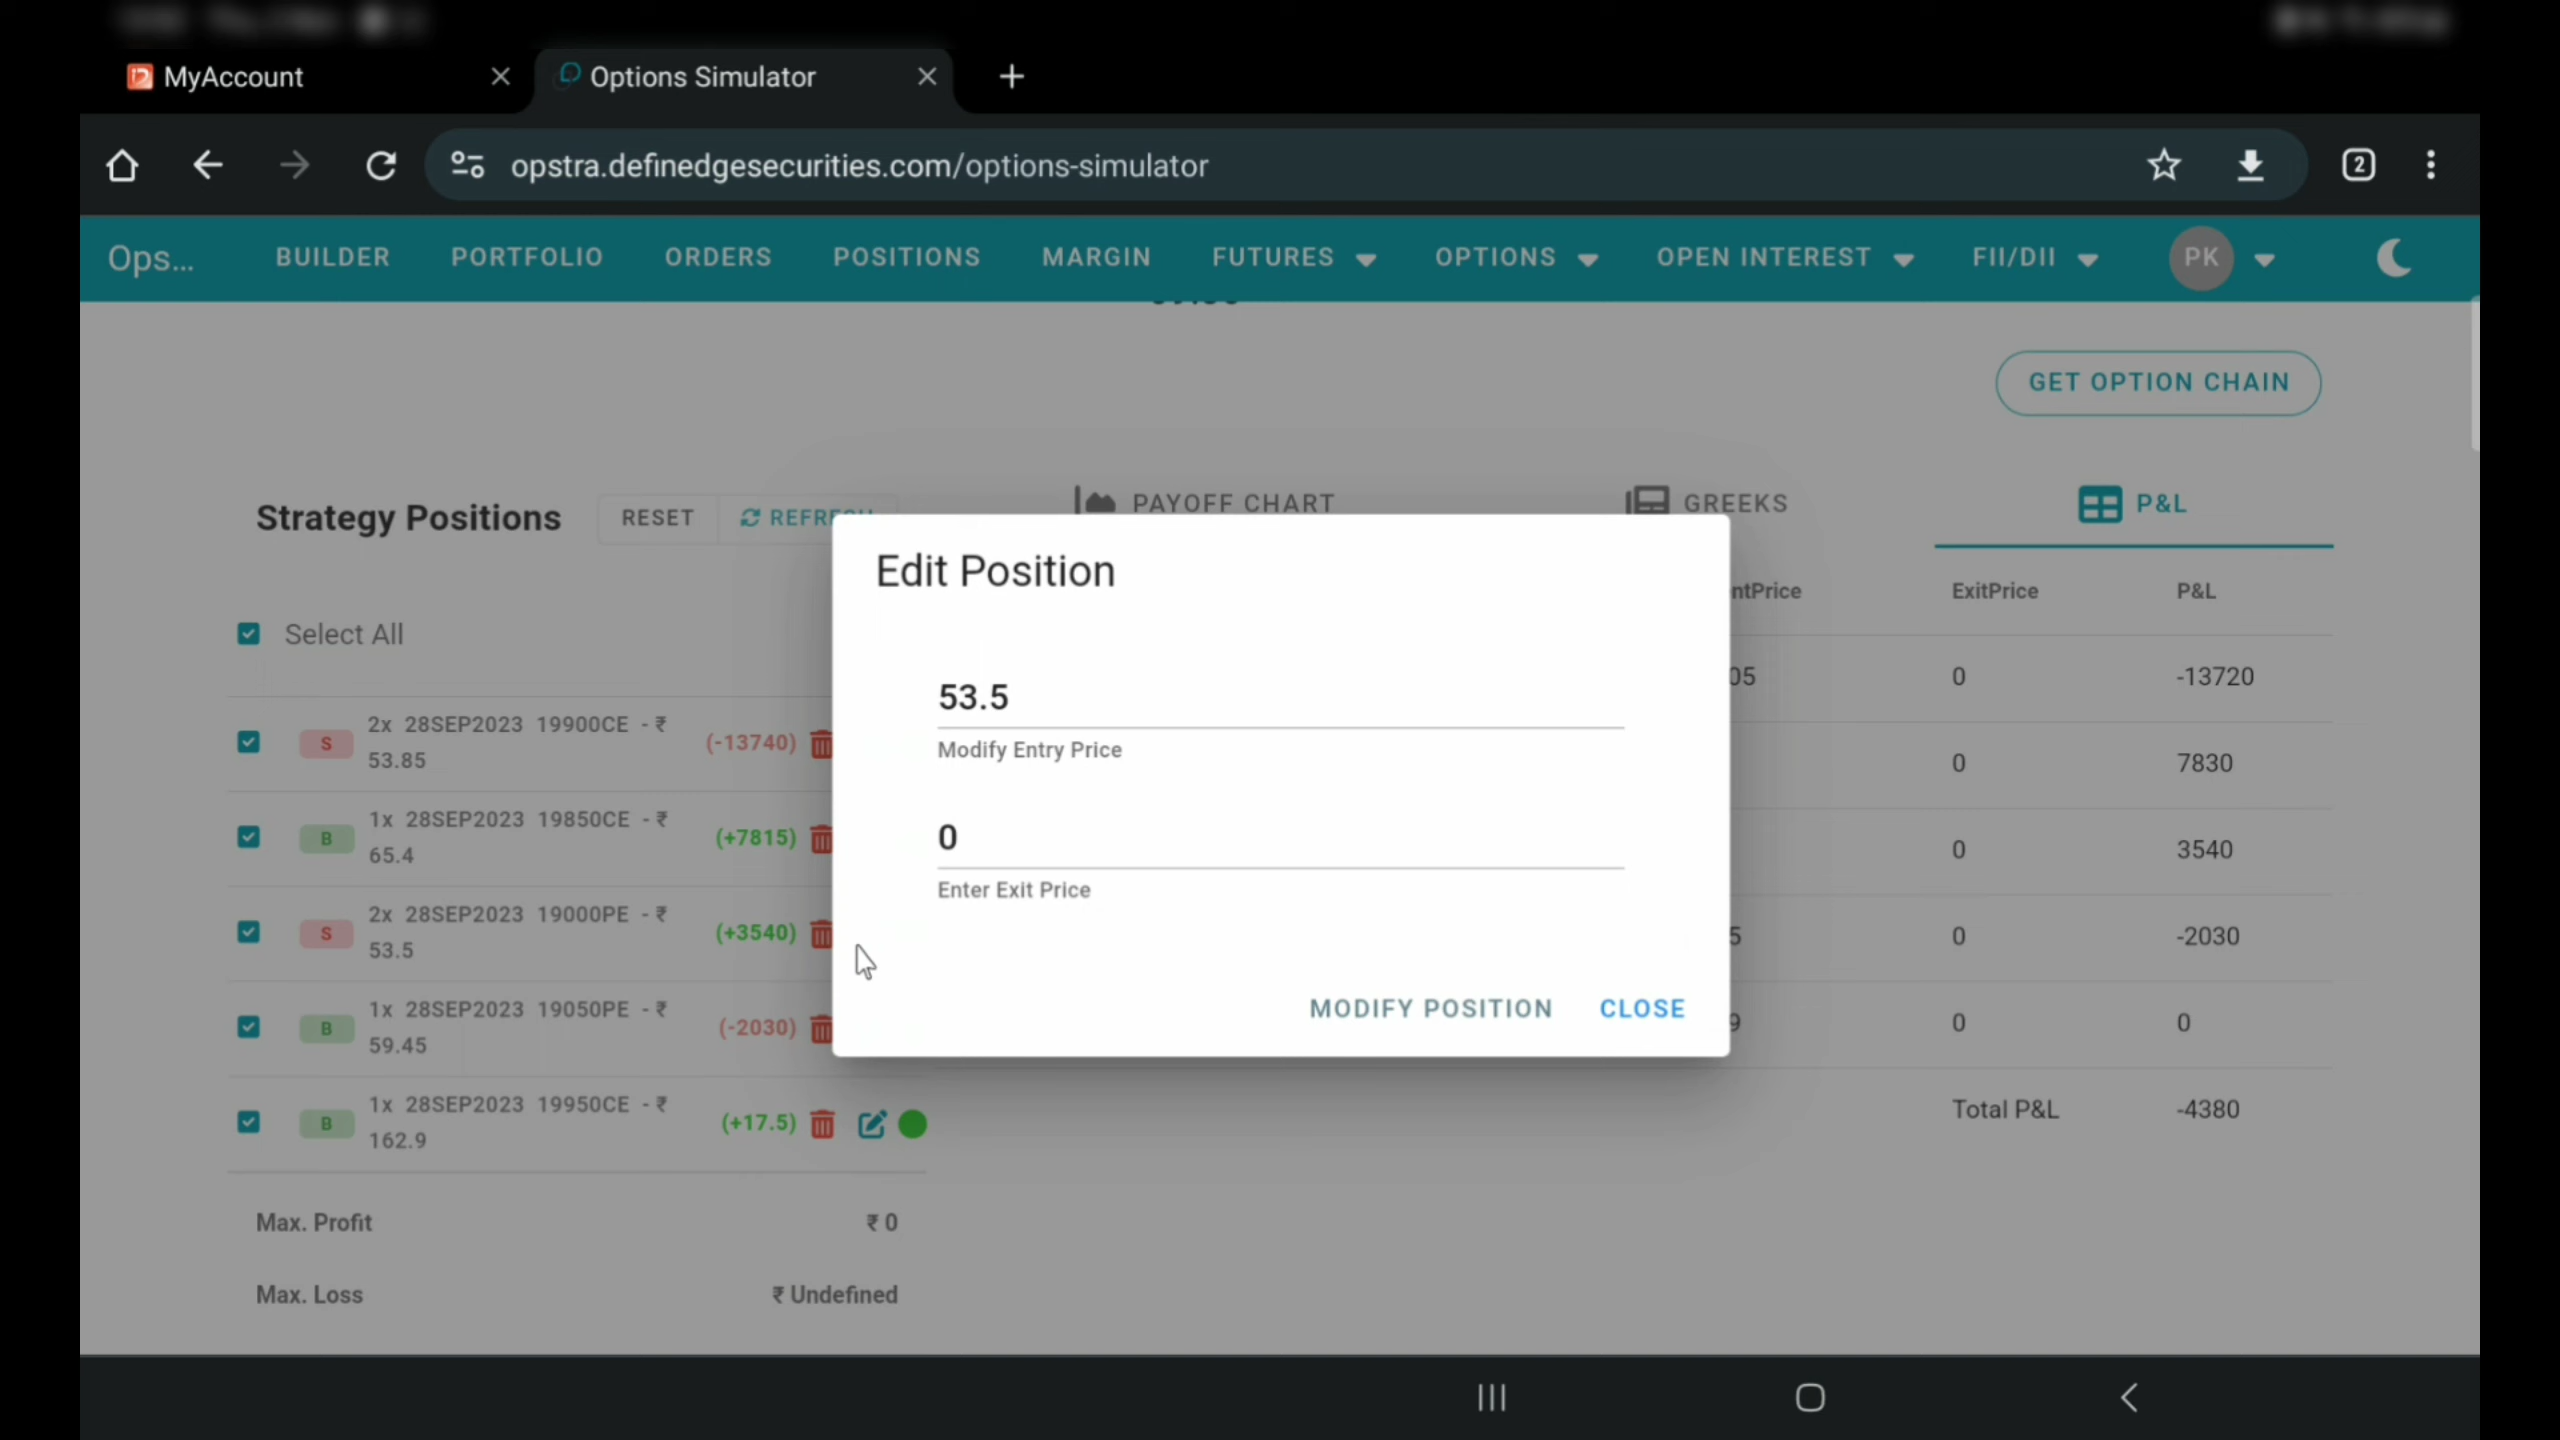 MyAccount
Options Simulator
opstra.definedgesecurities.com/options-simulator
2
Ops...
BUILDER
PORTFOLIO
ORDERS
POSITIONS
MARGIN
FUTURES
OPTIONS
OPEN INTEREST
FII/DII
PK
GET OPTION CHAIN
Strategy Positions
RESET
REFRESH
PAYOFF CHART
GREEKS
P&L
Select All
S
2x 28SEP2023 19900CE - ₹
53.85
(-13740)
B
1x 28SEP2023 19850CE - ₹
65.4
(+7815)
S
2x 28SEP2023 19000PE - ₹
53.5
(+3540)
B
1x 28SEP2023 19050PE - ₹
59.45
(-2030)
B
1x 28SEP2023 19950CE - ₹
162.9
(+17.5)
Max. Profit
₹ 0
Max. Loss
₹ Undefined
Edit Position
53.5
Modify Entry Price
0
Enter Exit Price
MODIFY POSITION
CLOSE
ntPrice
ExitPrice
P&L
05
0
-13720
0
7830
0
3540
5
0
-2030
9
0
0
Total P&L
-4380